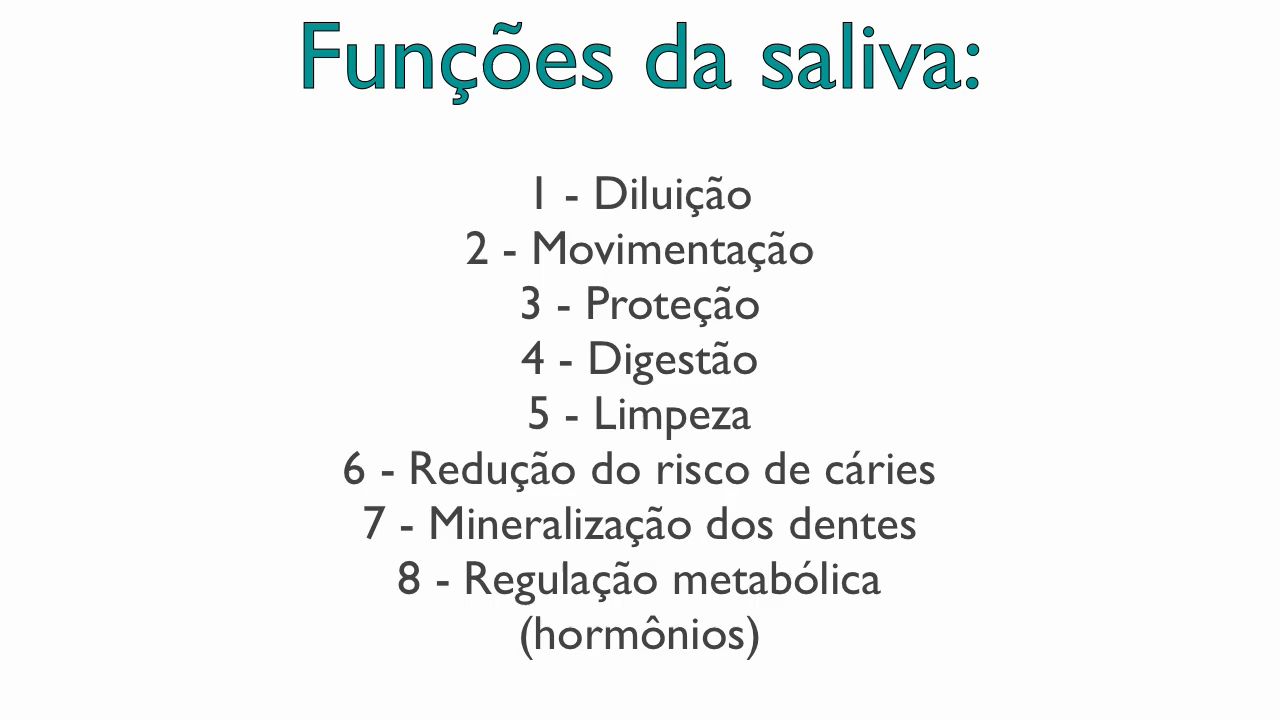 Funções da saliva:
1 - Diluição
2 - Movimentação
3 - Proteção
4 - Digestão
5 - Limpeza
6 - Redução do risco de cáries
7 - Mineralização dos dentes
8 - Regulação metabólica
(hormônios)